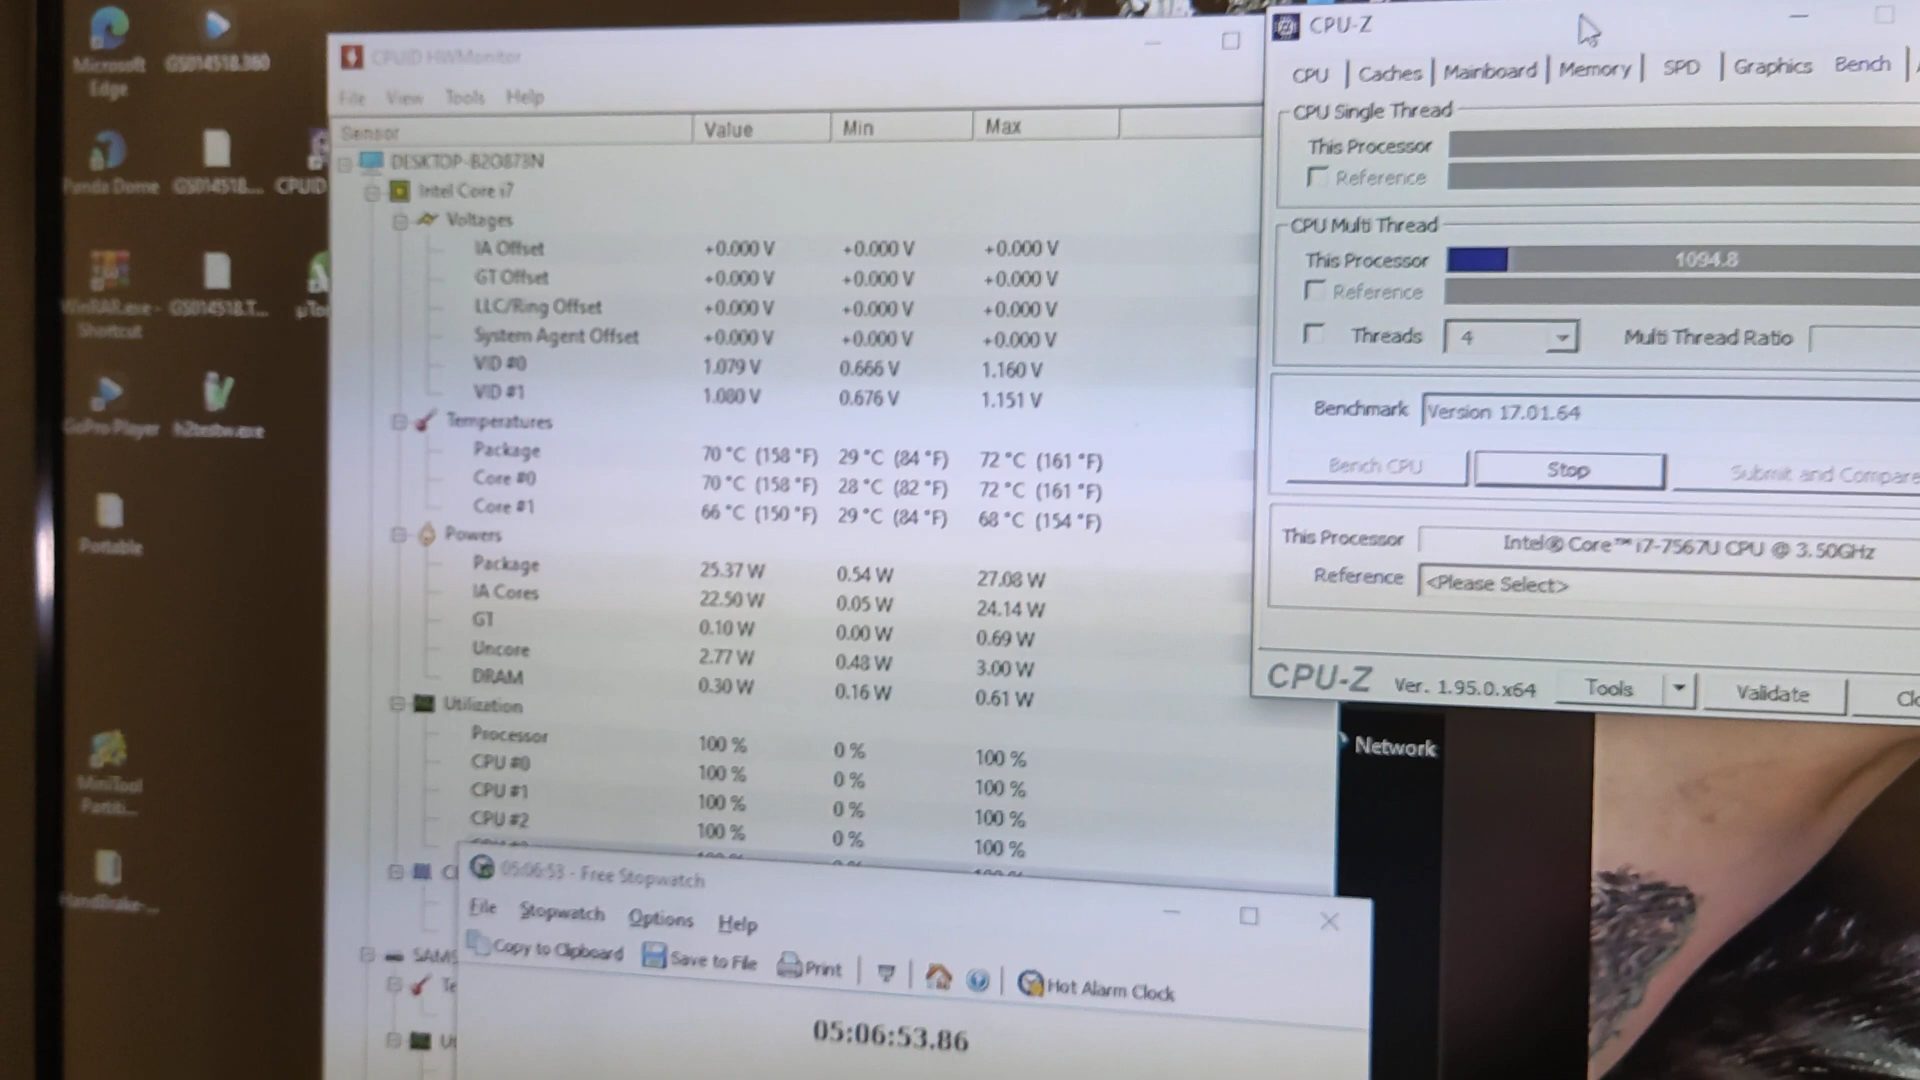 Microsoft Edge
GS014518.360
Panda Dome
GS014518....
CPUID
WinRAR.exe - Shortcut
GS014518.T...
µTor
GoPro Player
h2testw.exe
Portable
MiniTool Partiti...
HandBrake-...
CPUID HWMonitor
File View Tools Help
Sensor Value Min Max
DESKTOP-B2O873N
Intel Core i7
Voltages
IA Offset +0.000 V +0.000 V +0.000 V
GT Offset +0.000 V +0.000 V +0.000 V
LLC/Ring Offset +0.000 V +0.000 V +0.000 V
System Agent Offset +0.000 V +0.000 V +0.000 V
VID #0 1.079 V 0.666 V 1.160 V
VID #1 1.080 V 0.676 V 1.151 V
Temperatures
Package 70 °C (158 °F) 29 °C (84 °F) 72 °C (161 °F)
Core #0 70 °C (158 °F) 28 °C (82 °F) 72 °C (161 °F)
Core #1 66 °C (150 °F) 29 °C (84 °F) 68 °C (154 °F)
Powers
Package 25.37 W 0.54 W 27.08 W
IA Cores 22.50 W 0.05 W 24.14 W
GT 0.10 W 0.00 W 0.69 W
Uncore 2.77 W 0.48 W 3.00 W
DRAM 0.30 W 0.16 W 0.61 W
Utilization
Processor 100 % 0 % 100 %
CPU #0 100 % 0 % 100 %
CPU #1 100 % 0 % 100 %
CPU #2 100 % 0 % 100 %
SAMS
Te
05:06:53 - Free Stopwatch
File Stopwatch Options Help
Copy to Clipboard Save to File Print Hot Alarm Clock
05:06:53.86
CPU-Z
CPU Caches Mainboard Memory SPD Graphics Bench
CPU Single Thread
This Processor
Reference
CPU Multi Thread
This Processor 1094.8
Reference
Threads 4 Multi Thread Ratio
Benchmark Version 17.01.64
Bench CPU Stop Submit and Compare
This Processor Intel® Core™ i7-7567U CPU @ 3.50GHz
Reference <Please Select>
CPU-Z Ver. 1.95.0.x64 Tools Validate Clo
Network